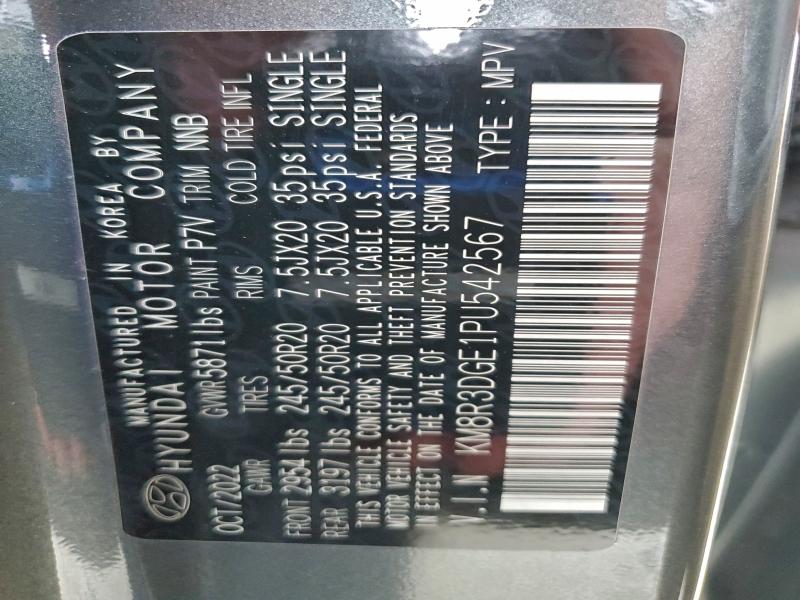 MANUFACTURED IN KOREA BY
HYUNDAI MOTOR COMPANY
OCT/2022 GVWR 5871 lbs PAINT P7V TRIM NNB
GAWR TIRES RIMS COLD TIRE INFL
FRONT 2954 lbs 245/50R20 7.5JX20 35psi SINGLE
REAR 3197 lbs 245/50R20 7.5JX20 35psi SINGLE
THIS VEHICLE CONFORMS TO ALL APPLICABLE U.S.A. FEDERAL
MOTOR VEHICLE SAFETY AND THEFT PREVENTION STANDARDS
IN EFFECT ON THE DATE OF MANUFACTURE SHOWN ABOVE
V.I.N KM8R3DGE1PU542567 TYPE : MPV